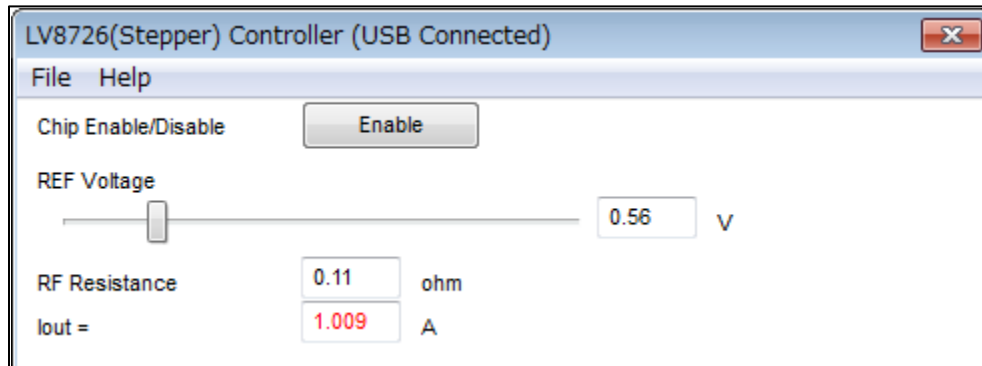 LV8726(Stepper) Controller (USB Connected)
File Help
Chip Enable/Disable Enable
REF Voltage
0.56 V
RF Resistance 0.11 ohm
Iout = 1.009 A